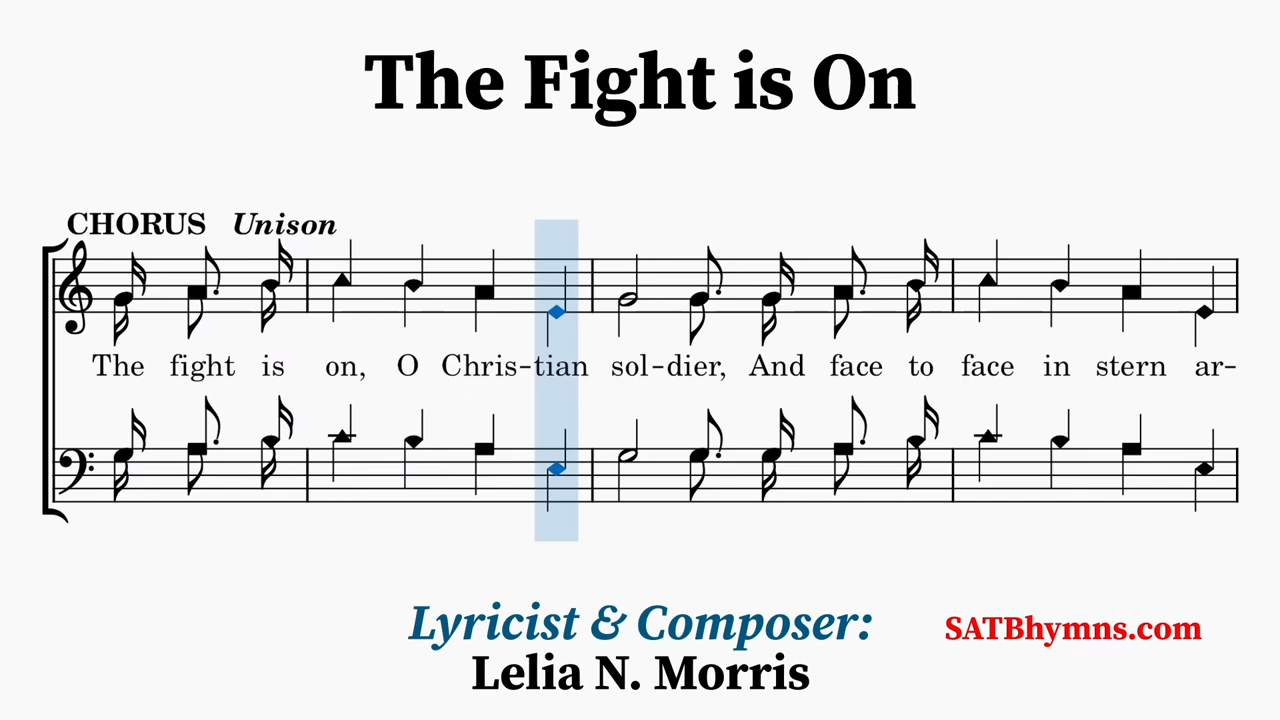 The Fight is On
CHORUS Unison
The fight is on, O Chris-tian sol-dier, And face to face in stern ar-
Lyricist & Composer:
SATBhymns.com
Lelia N. Morris